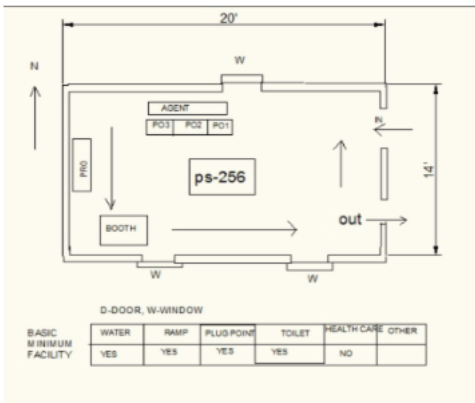 20'
N
W
AGENT
PO3 PO2 PO1
IN
PRO
ps-256
14'
BOOTH
out
W
W
D-DOOR, W-WINDOW
BASIC MINIMUM FACILITY
WATER RAMP PLUG POINT TOILET HEALTH CARE OTHER
YES YES YES YES NO